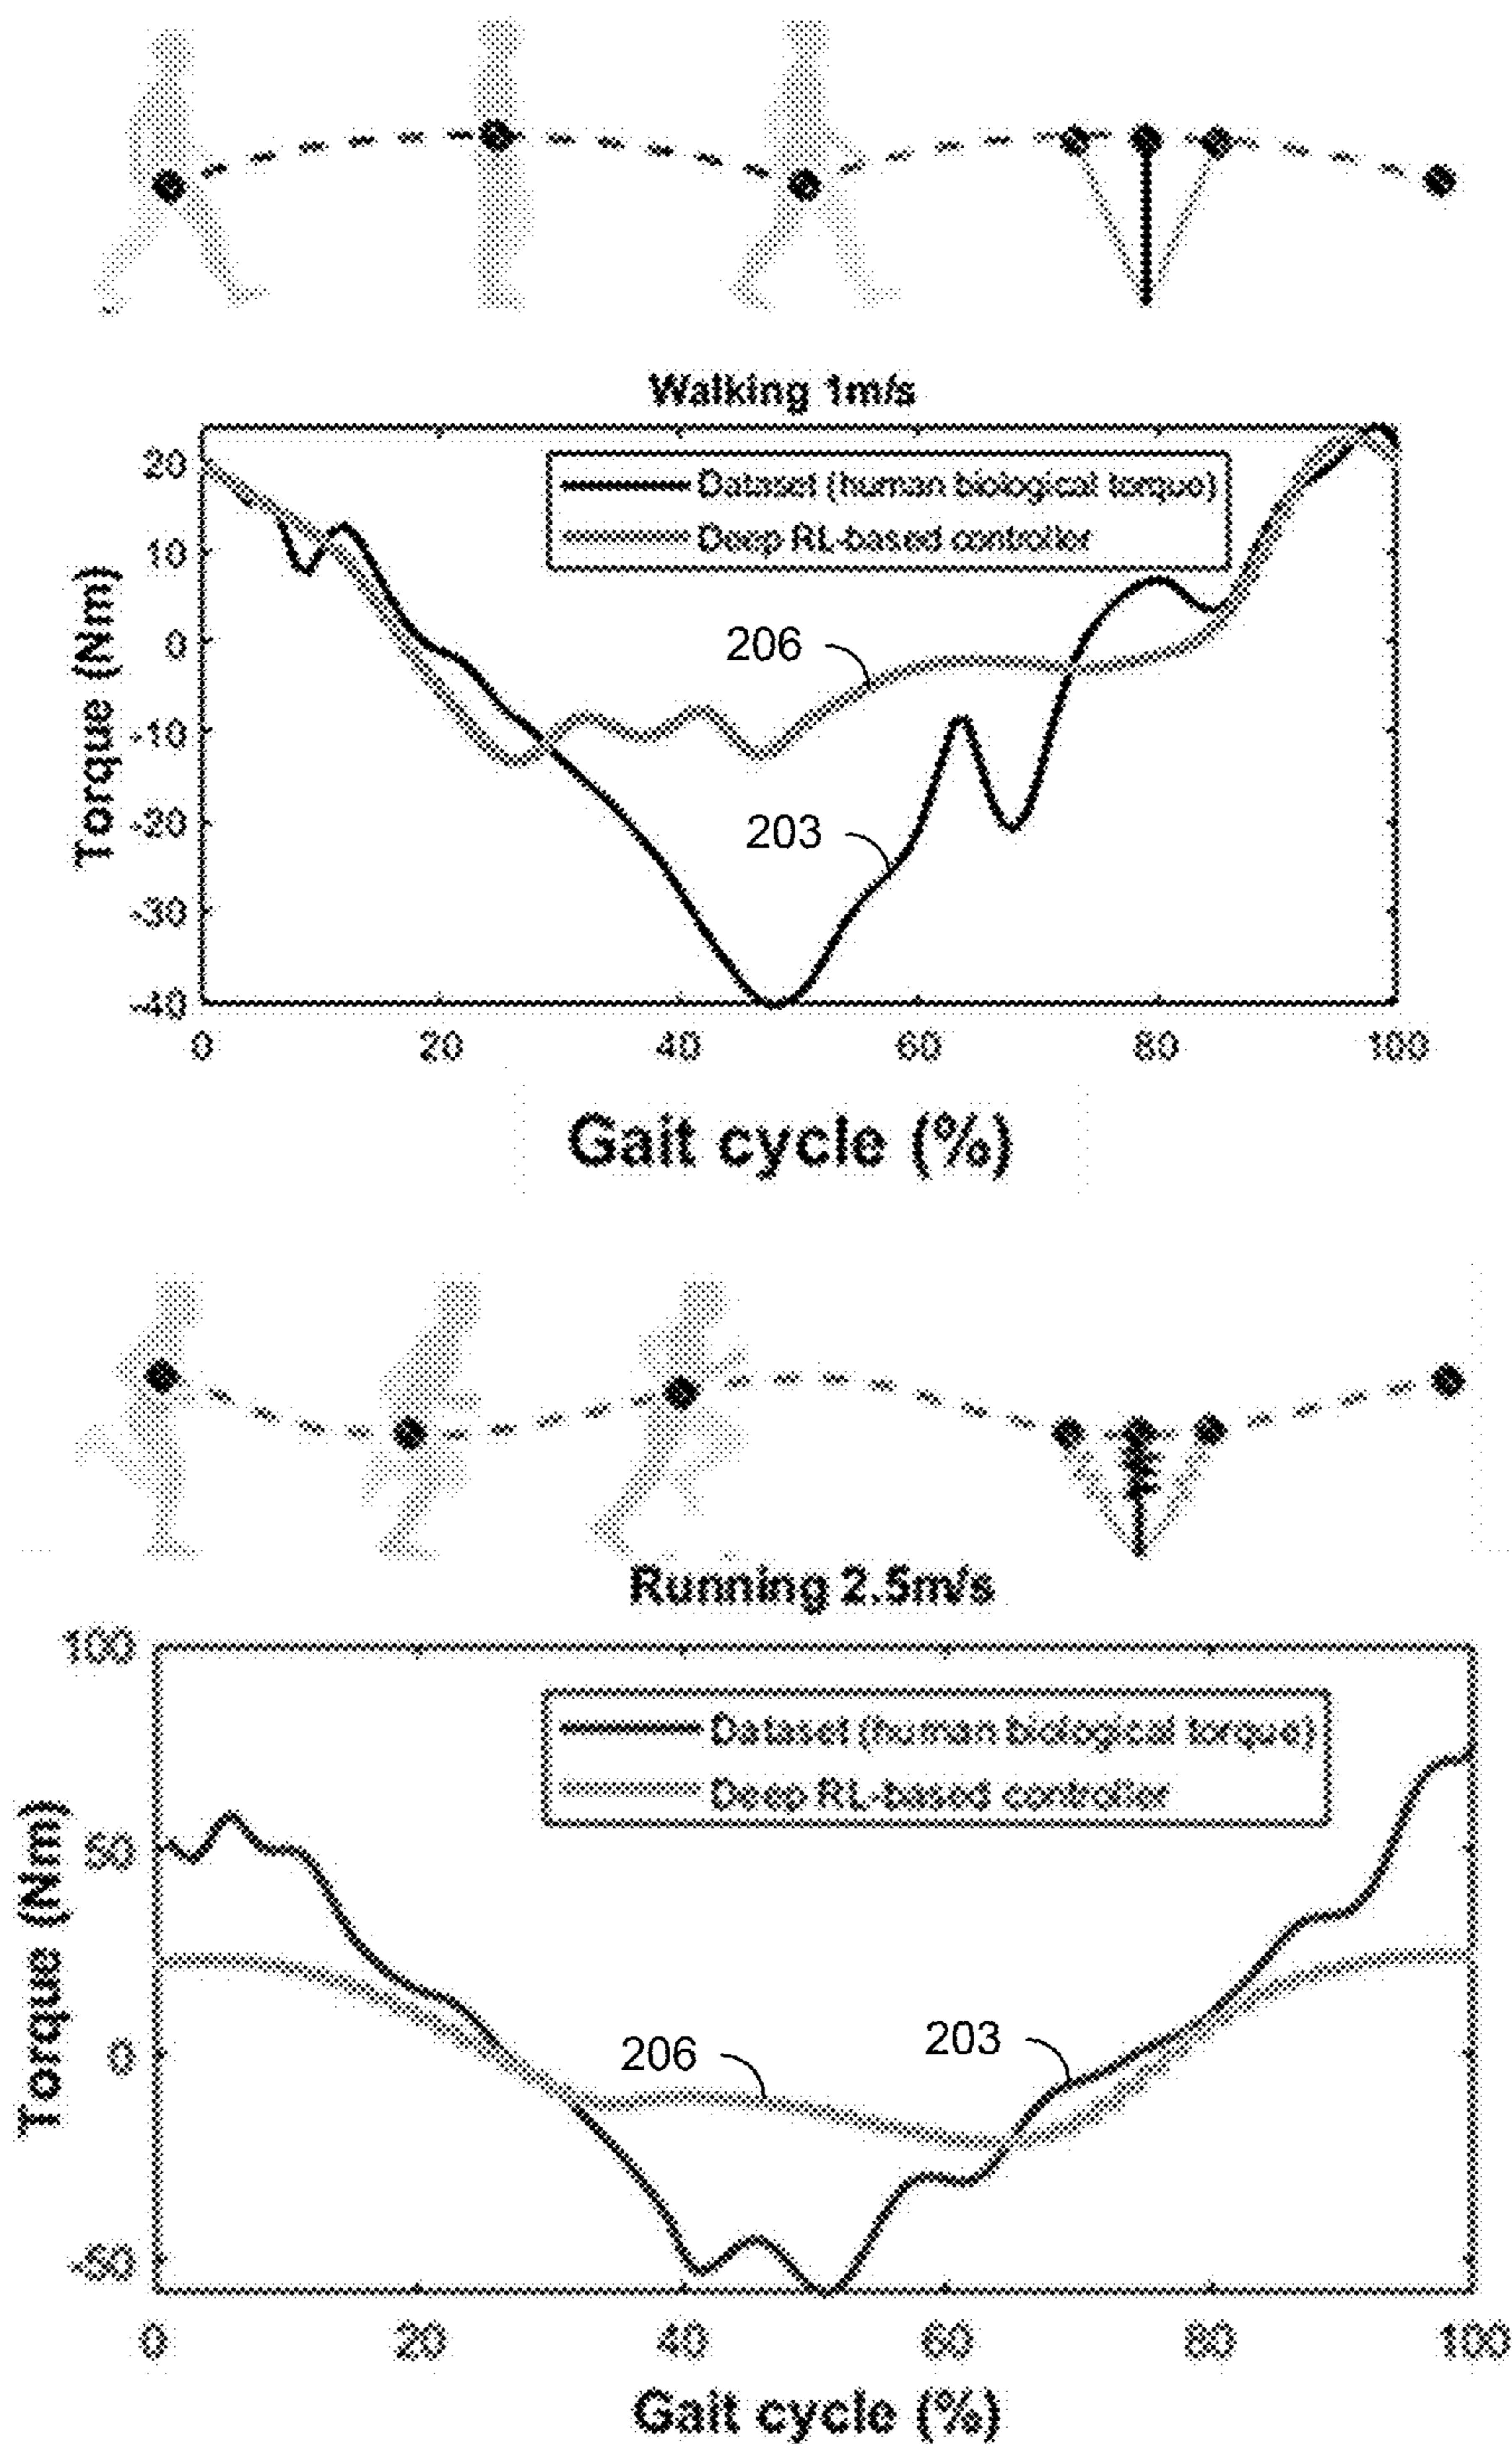 Walking 1m/s
Dataset (human biological torque)
Deep RL-based controller
Torque (Nm)
20
10
0
-10
-20
-30
-40
206
203
0 20 40 60 80 100
Gait cycle (%)
Running 2.5m/s
Dataset (human biological torque)
Deep RL-based controller
Torque (Nm)
100
50
0
-50
206
203
0 20 40 60 80 100
Gait cycle (%)